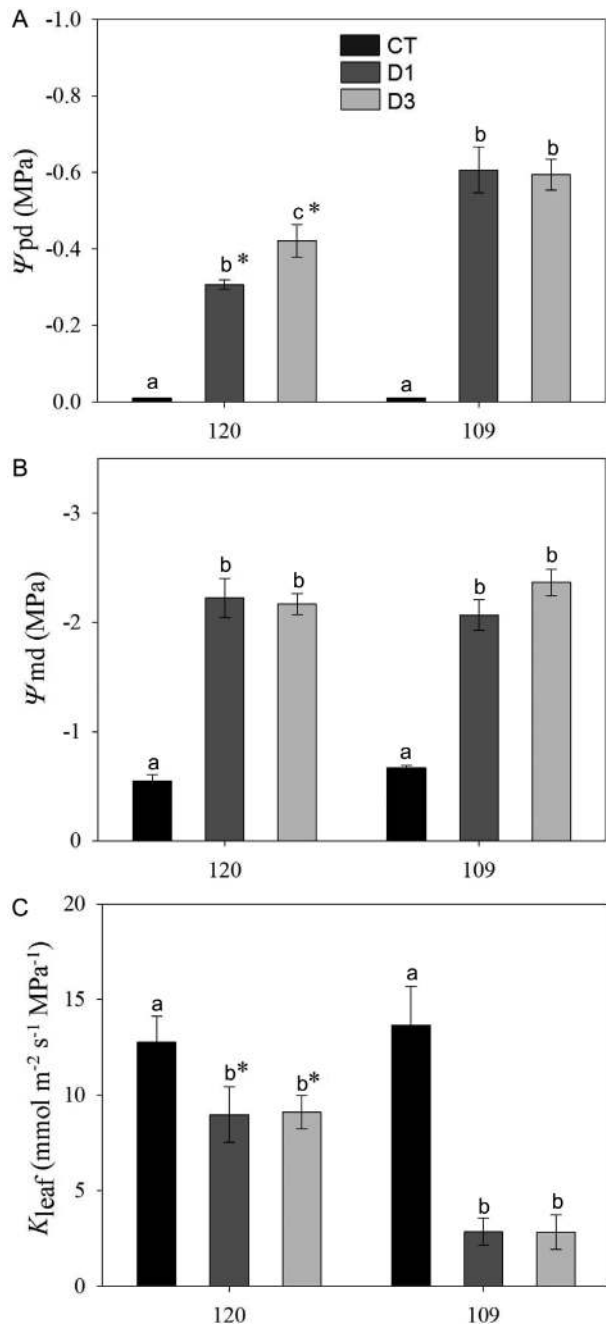 A
-1.0
-0.8
-0.6
-0.4
-0.2
0.0
Ψpd (MPa)
CT
D1
D3
a
b*
c*
a
b
b
120
109
B
-3
-2
-1
0
Ψmd (MPa)
a
b
b
a
b
b
120
109
C
20
15
10
5
0
Kleaf (mmol m⁻² s⁻¹ MPa⁻¹)
a
b*
b*
a
b
b
120
109